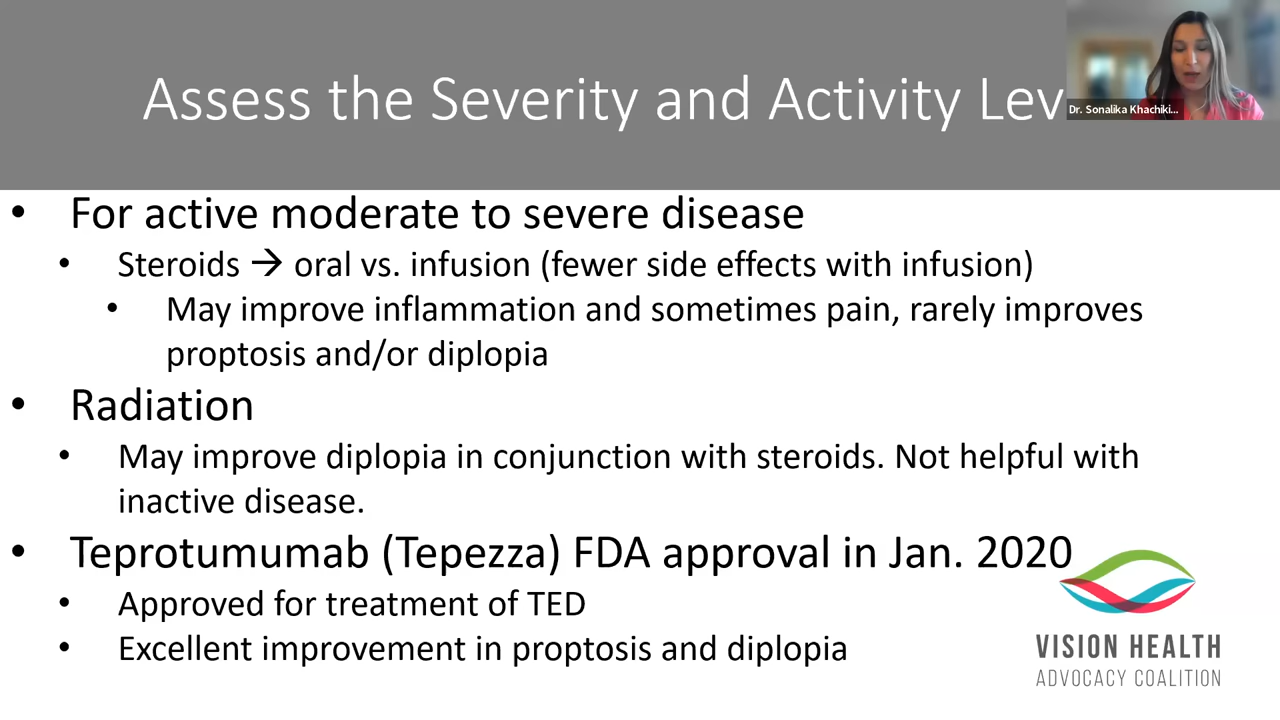 Assess the Severity and Activity Lev
Dr. Sonalika Khachiki...
• For active moderate to severe disease
• Steroids → oral vs. infusion (fewer side effects with infusion)
• May improve inflammation and sometimes pain, rarely improves
proptosis and/or diplopia
• Radiation
• May improve diplopia in conjunction with steroids. Not helpful with
inactive disease.
• Teprotumumab (Tepezza) FDA approval in Jan. 2020
• Approved for treatment of TED
• Excellent improvement in proptosis and diplopia
VISION HEALTH
ADVOCACY COALITION